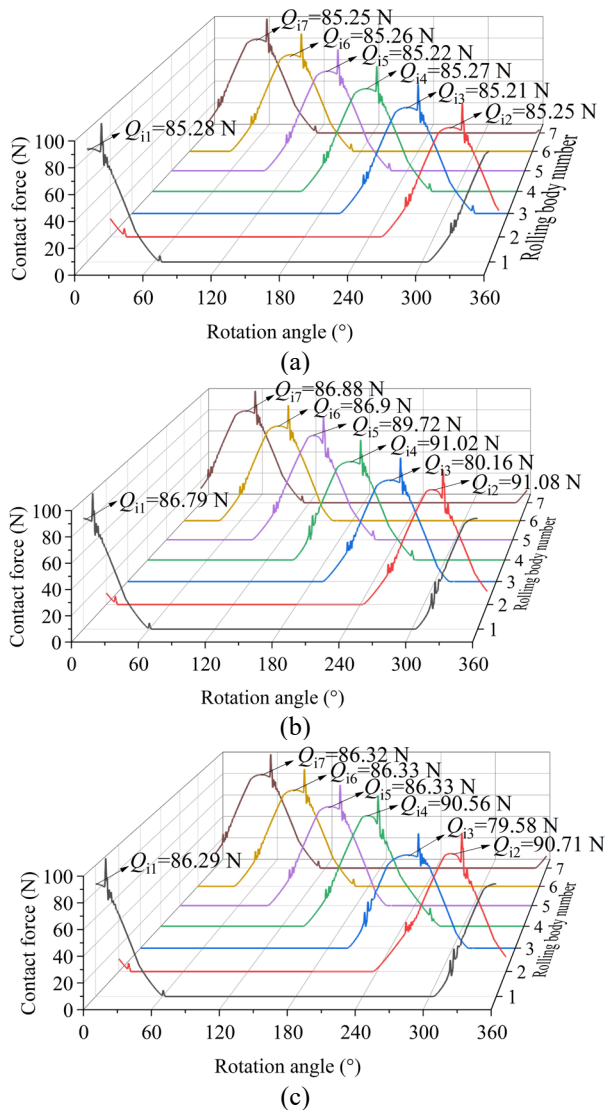 Q_i7=85.25 N
Q_i6=85.26 N
Q_i5=85.22 N
Q_i4=85.27 N
Q_i3=85.21 N
Q_i2=85.25 N
Q_i1=85.28 N
Contact force (N)
100
80
60
40
20
0
0 60 120 180 240 300 360
Rotation angle (°)
7
6
5
4
3
2
1
Rolling body number
(a)
Q_i7=86.88 N
Q_i6=86.9 N
Q_i5=89.72 N
Q_i4=91.02 N
Q_i3=80.16 N
Q_i2=91.08 N
Q_i1=86.79 N
Contact force (N)
100
80
60
40
20
0
0 60 120 180 240 300 360
Rotation angle (°)
7
6
5
4
3
2
1
Rolling body number
(b)
Q_i7=86.32 N
Q_i6=86.33 N
Q_i5=86.33 N
Q_i4=90.56 N
Q_i3=79.58 N
Q_i2=90.71 N
Q_i1=86.29 N
Contact force (N)
100
80
60
40
20
0
0 60 120 180 240 300 360
Rotation angle (°)
7
6
5
4
3
2
1
Rolling body number
(c)